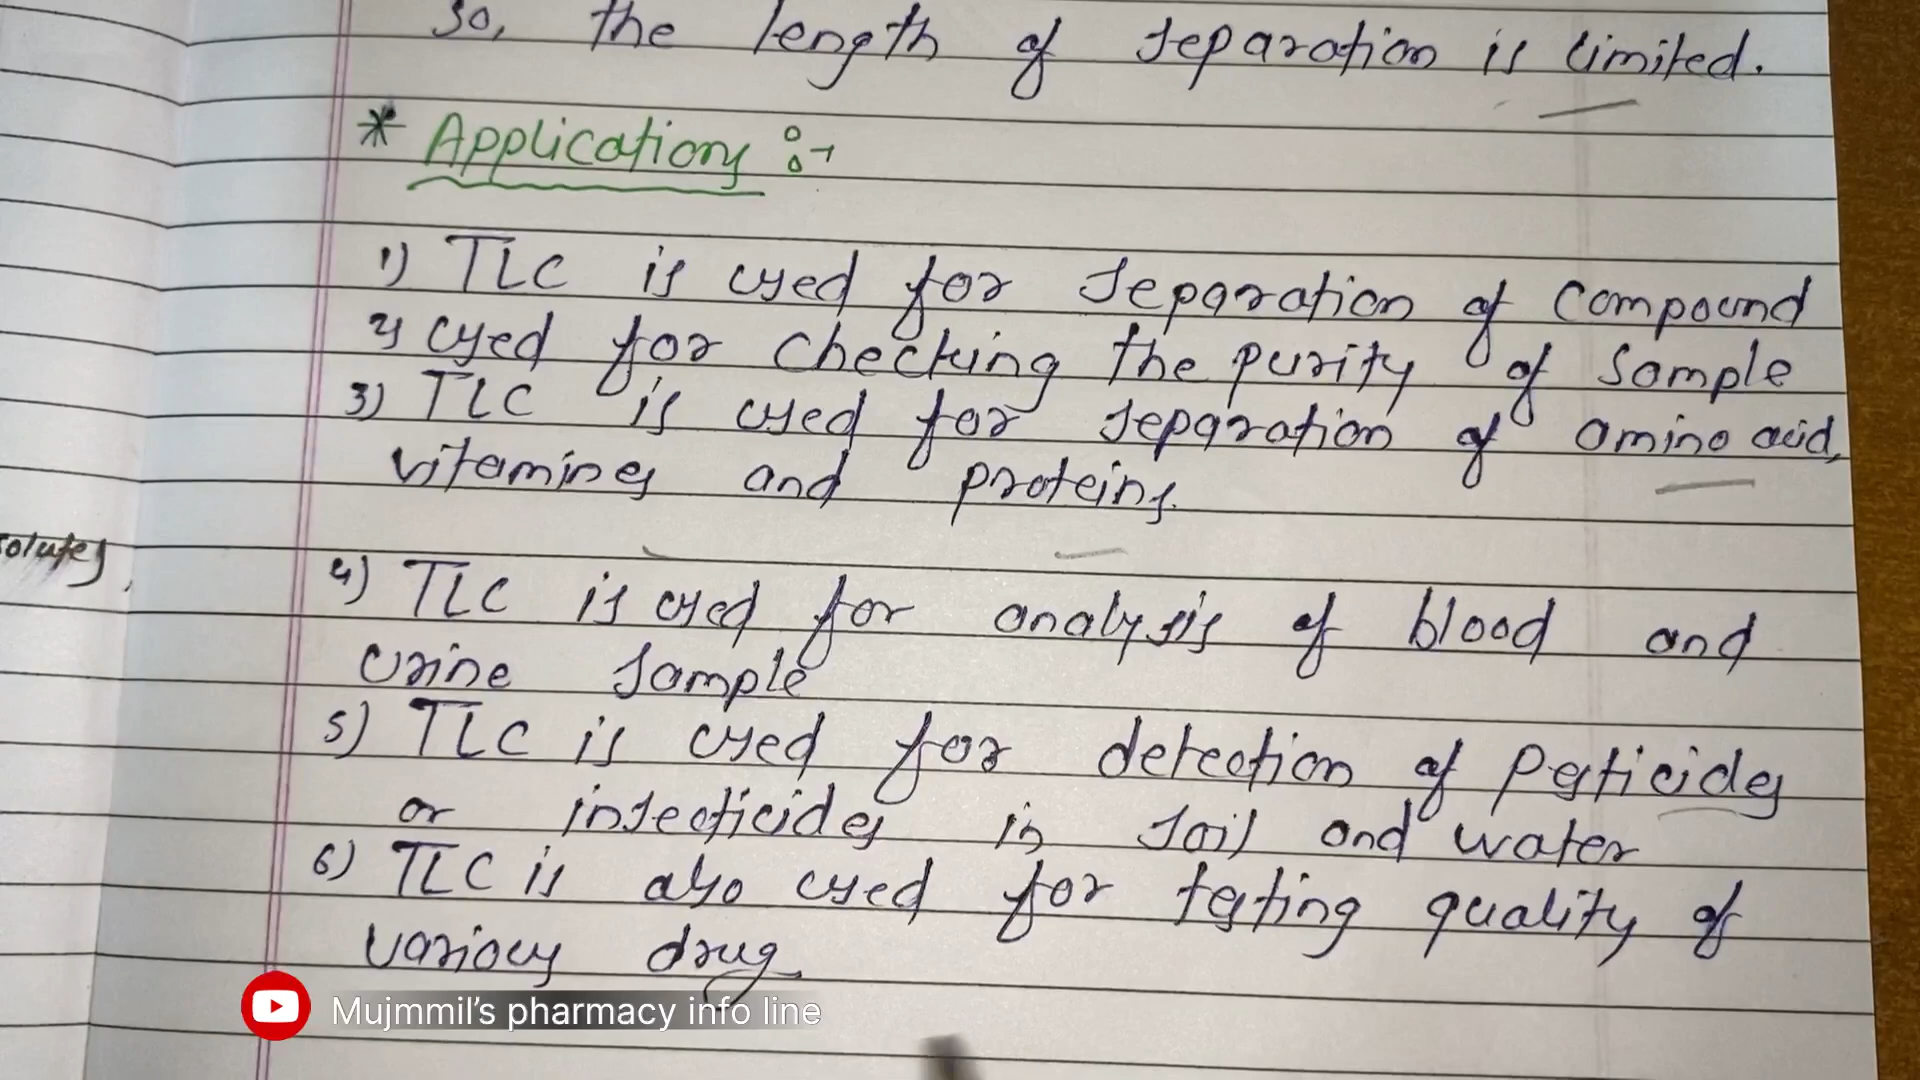 So, the length of separation is limited.
* Applications :-
1) TLC is used for separation of compound
2) used for checking the purity of sample
3) TLC is used for separation of amino acid,
vitamines and proteins.
solutes,
4) TLC is used for analysis of blood and
urine sample
5) TLC is used for detection of pesticides
or insecticides in soil and water
6) TLC is also used for testing quality of
various drug.
Mujmmil's pharmacy info line